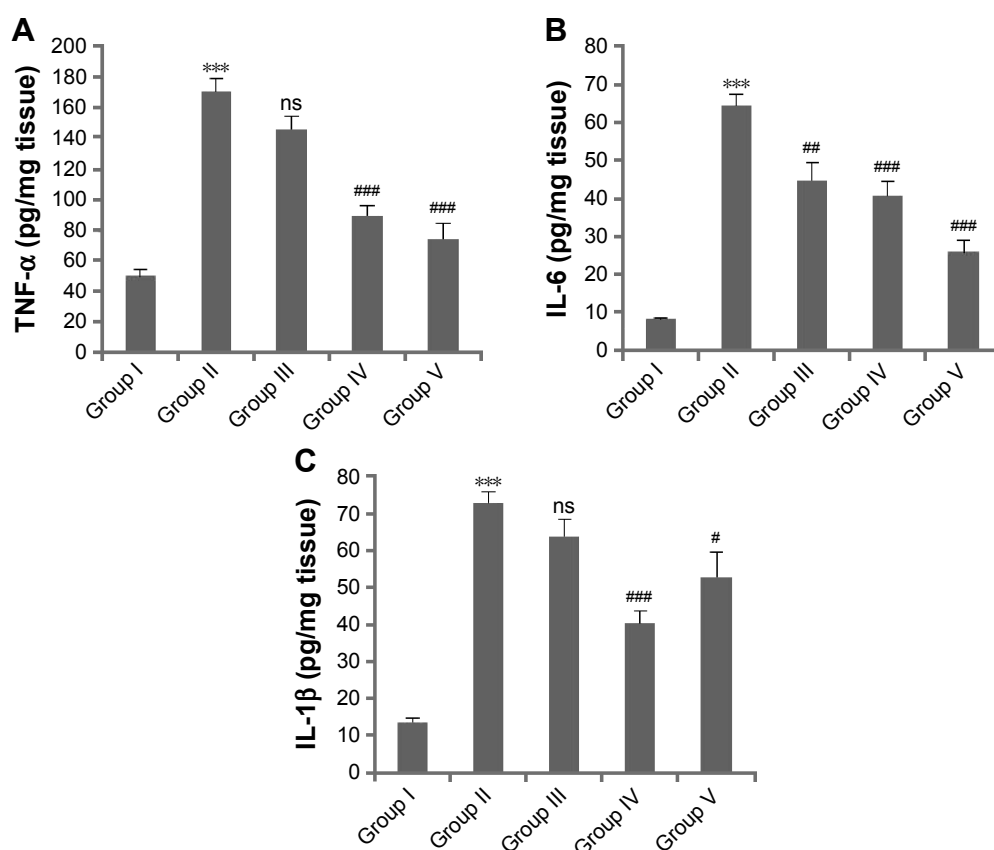 A
TNF-α (pg/mg tissue)
200
180
160
140
120
100
80
60
40
20
0
***
ns
###
###
Group I
Group II
Group III
Group IV
Group V
B
IL-6 (pg/mg tissue)
80
70
60
50
40
30
20
10
0
***
##
###
###
Group I
Group II
Group III
Group IV
Group V
C
IL-1β (pg/mg tissue)
80
70
60
50
40
30
20
10
0
***
ns
###
#
Group I
Group II
Group III
Group IV
Group V